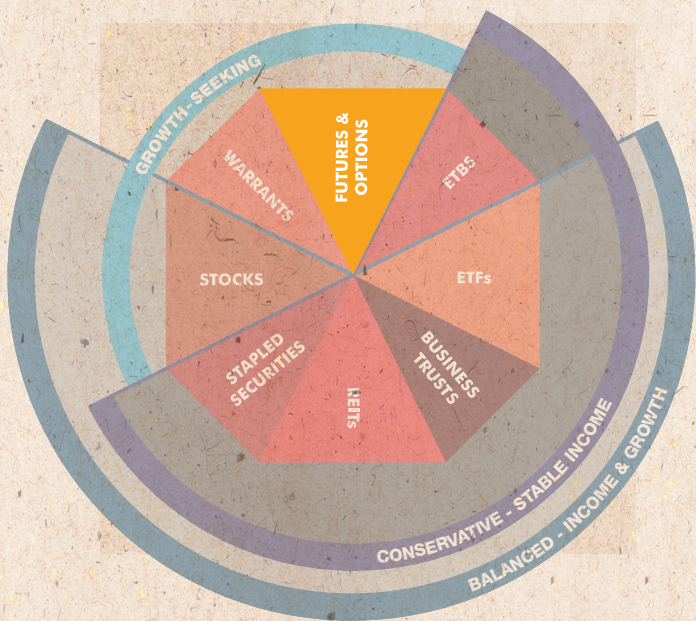 GROWTH-SEEKING
FUTURES &
OPTIONS
WARRANTS
ETBS
STOCKS
ETFs
STAPLED
SECURITIES
REITs
BUSINESS
TRUSTS
CONSERVATIVE - STABLE INCOME
BALANCED - INCOME & GROWTH